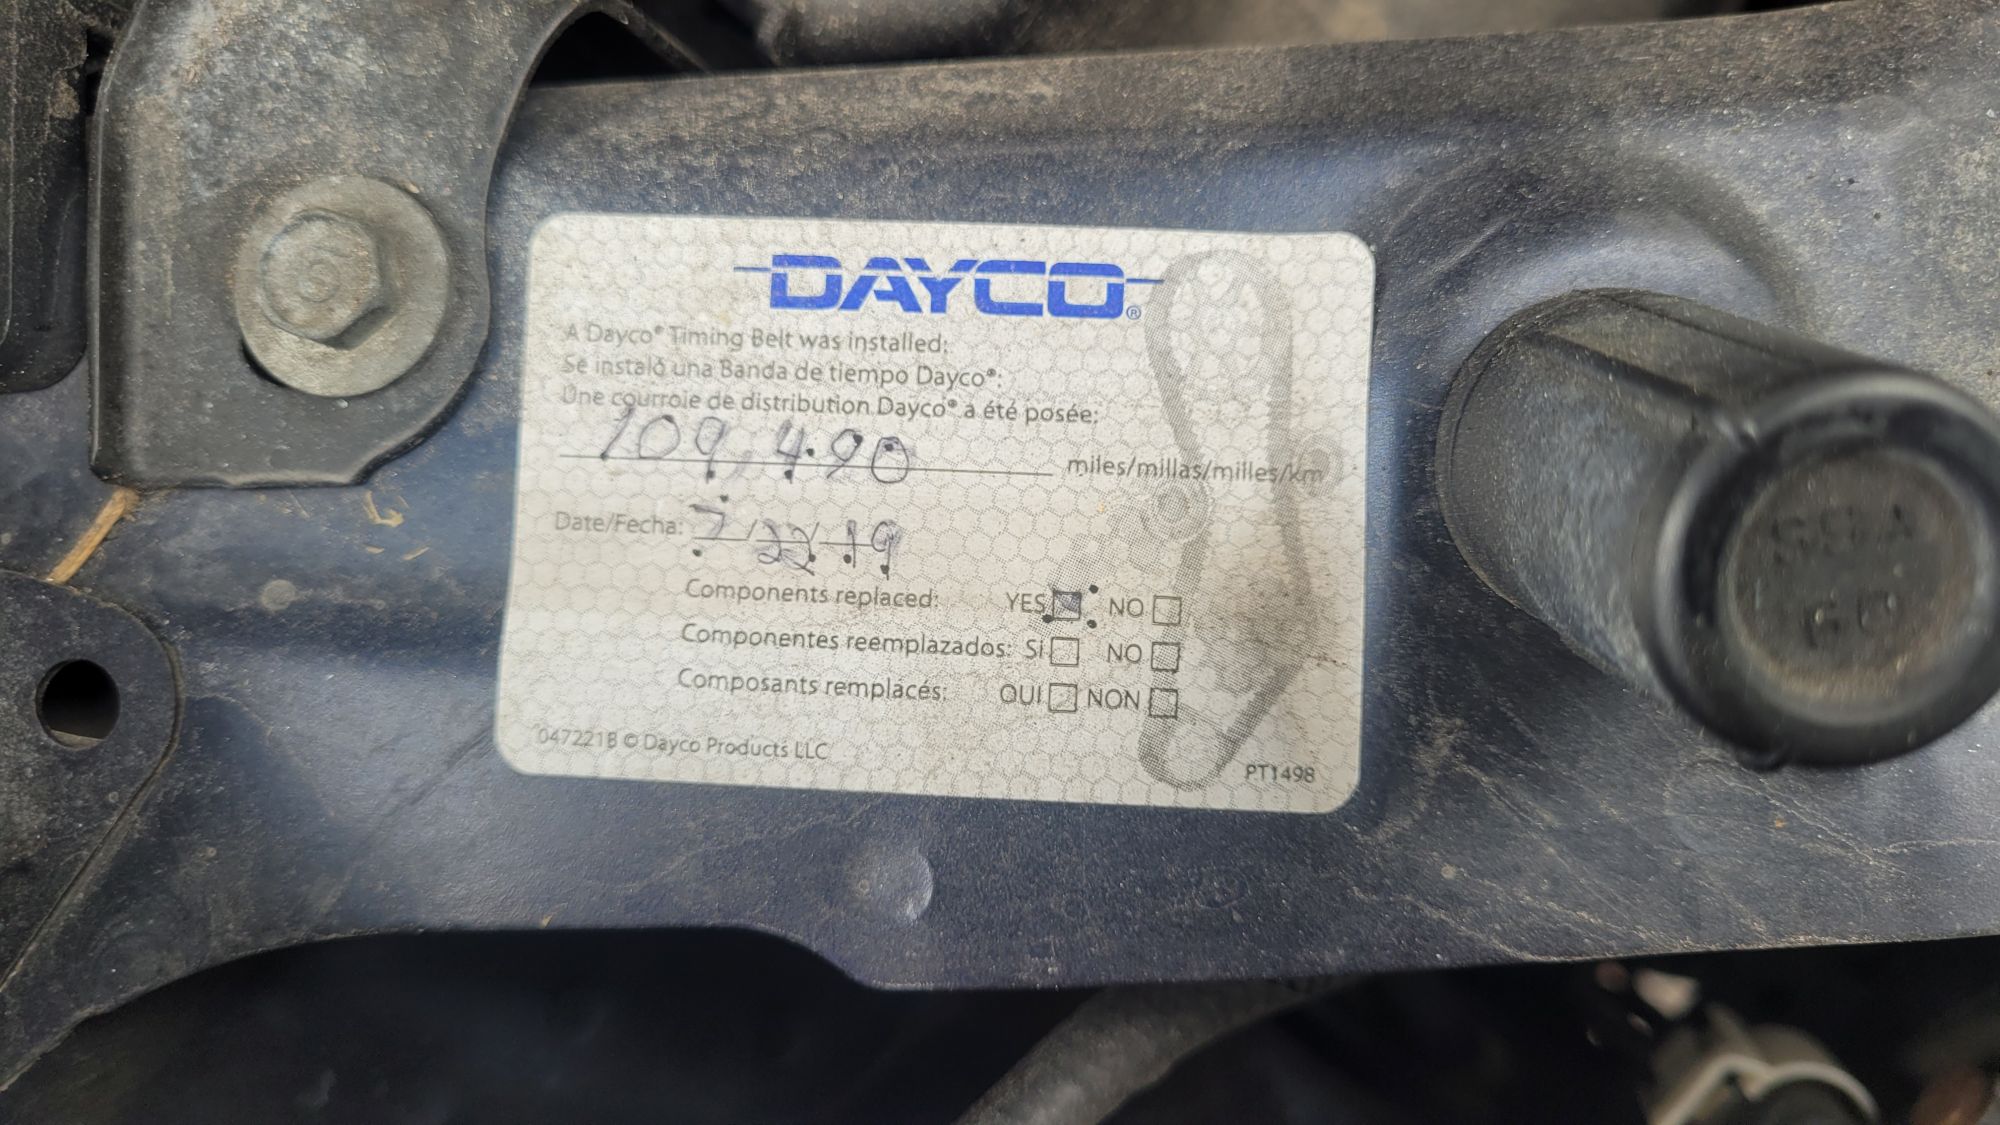 DAYCO®
A Dayco® Timing Belt was installed:
Se instaló una Banda de tiempo Dayco®:
Une courroie de distribution Dayco® a été posée:
109,490 miles/millas/milles/km
Date/Fecha: 7/22/19
Components replaced: YES NO
Componentes reemplazados: SI NO
Composants remplacés: OUI NON
047221B © Dayco Products LLC
PT1498